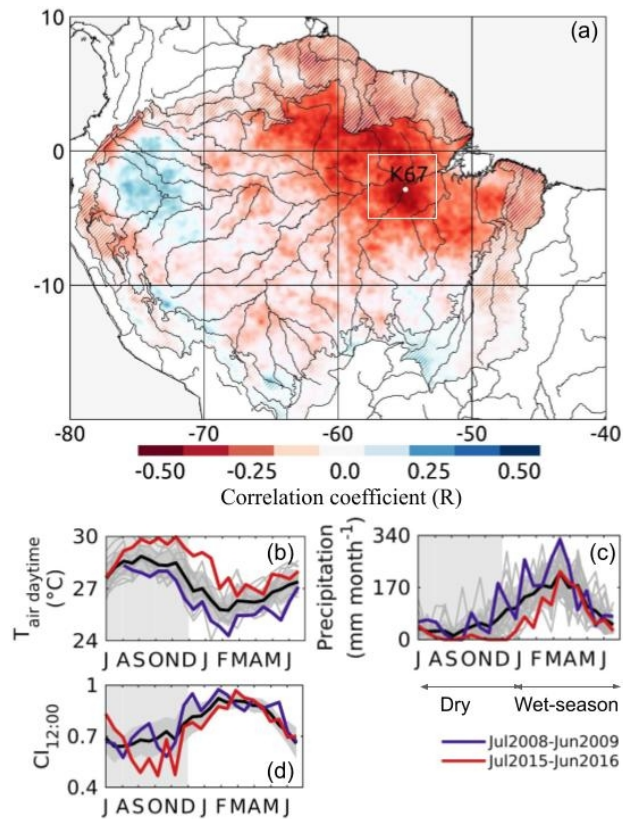 (a)
10
0
-10
K67
-80 -70 -60 -50 -40
-0.50 -0.25 0.0 0.25 0.50
Correlation coefficient (R)
(b)
30
27
24
T air daytime
(°C)
J A S O N D J F M A M J
(c)
340
170
0
Precipitation
(mm month-1)
J A S O N D J F M A M J
(d)
1
0.7
0.4
CI12:00
J A S O N D J F M A M J
Dry Wet-season
Jul2008-Jun2009
Jul2015-Jun2016